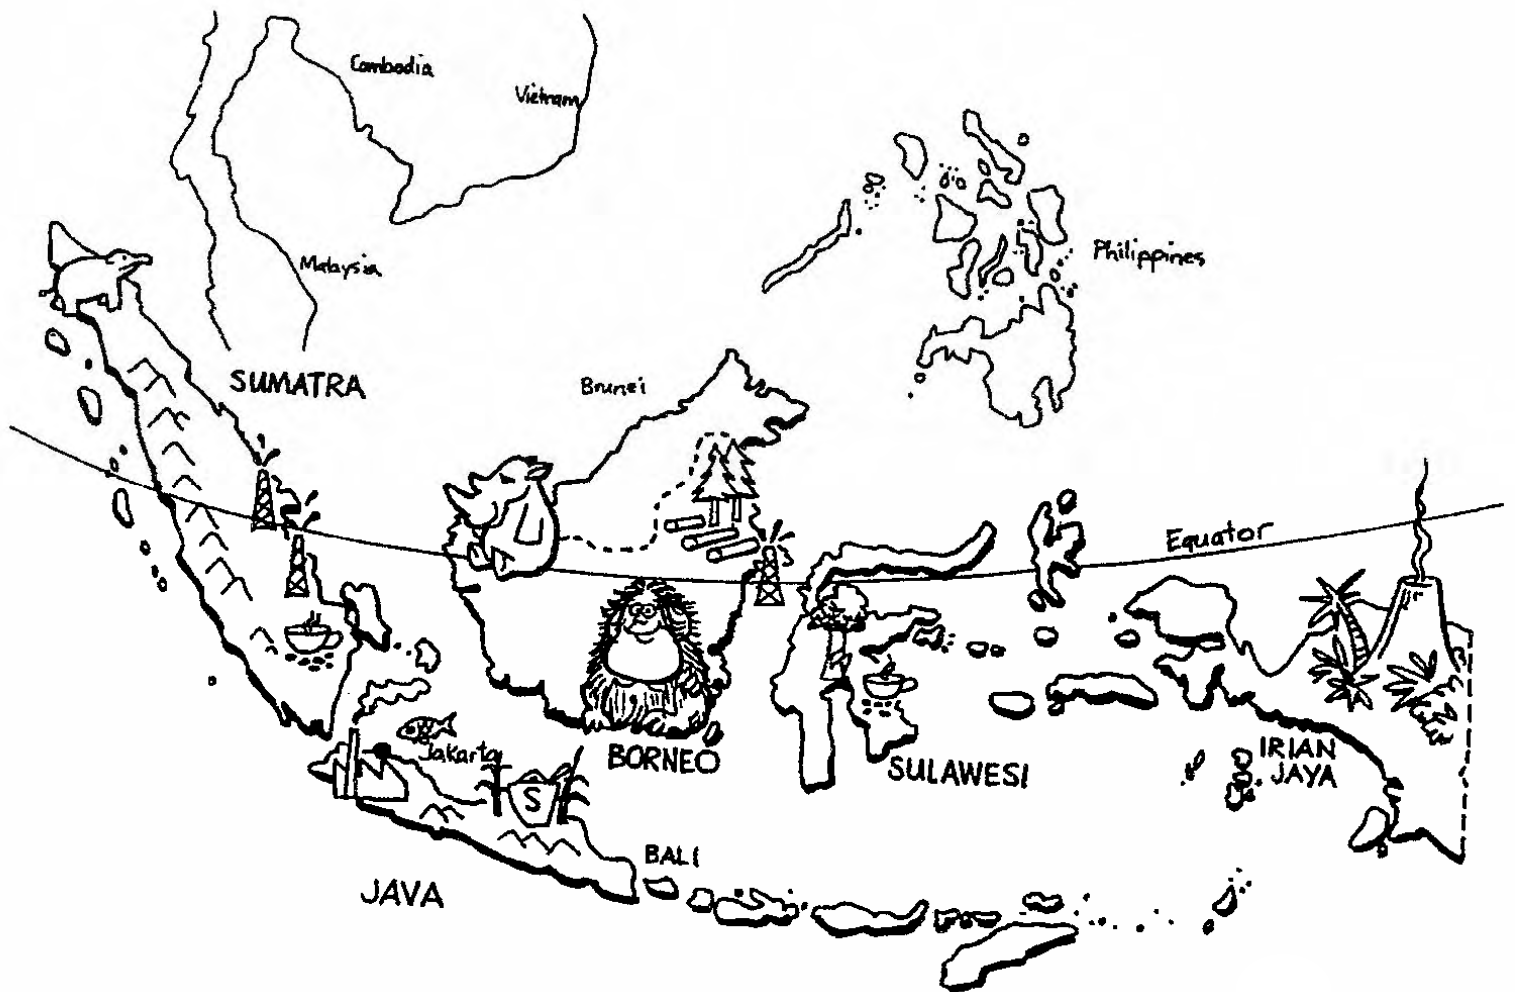 Cambodia
Vietnam
Malaysia
Philippines
SUMATRA
Brunei
Equator
Jakarta
BORNEO
SULAWESI
IRIAN
JAYA
S
BALI
JAVA